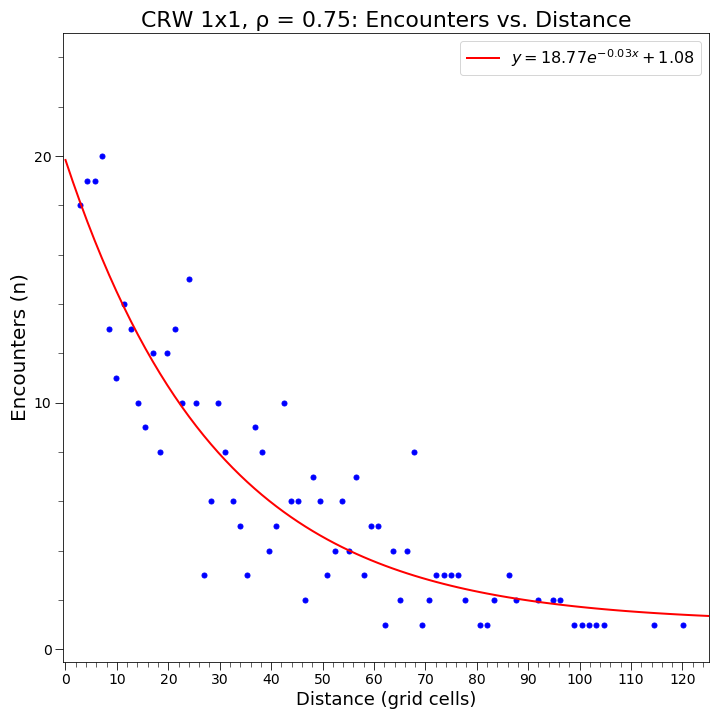 CRW 1x1, ρ = 0.75: Encounters vs. Distance
y = 18.77e^{-0.03x} + 1.08
Encounters (n)
20
10
0
0 10 20 30 40 50 60 70 80 90 100 110 120
Distance (grid cells)